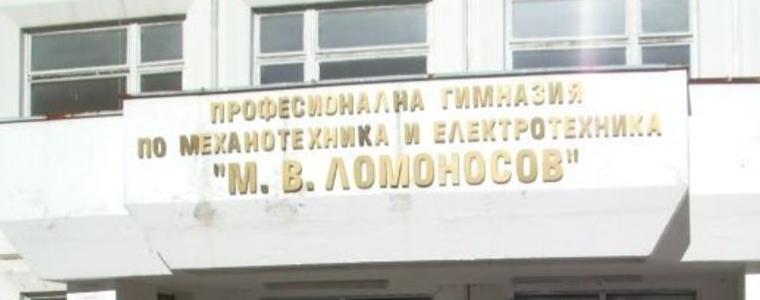 ПРОФЕСИОНАЛНА ГИМНАЗИЯ
ПО МЕХАНОТЕХНИКА И ЕЛЕКТРОТЕХНИКА
"М. В. ЛОМОНОСОВ"